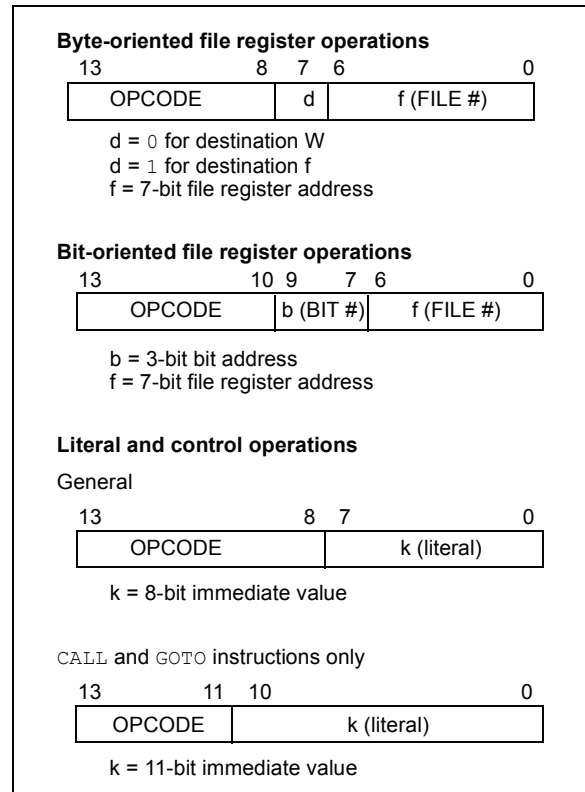 Byte-oriented file register operations
13 8 7 6 0
OPCODE d f (FILE #)
d = 0 for destination W
d = 1 for destination f
f = 7-bit file register address
Bit-oriented file register operations
13 10 9 7 6 0
OPCODE b (BIT #) f (FILE #)
b = 3-bit bit address
f = 7-bit file register address
Literal and control operations
General
13 8 7 0
OPCODE k (literal)
k = 8-bit immediate value
CALL and GOTO instructions only
13 11 10 0
OPCODE k (literal)
k = 11-bit immediate value